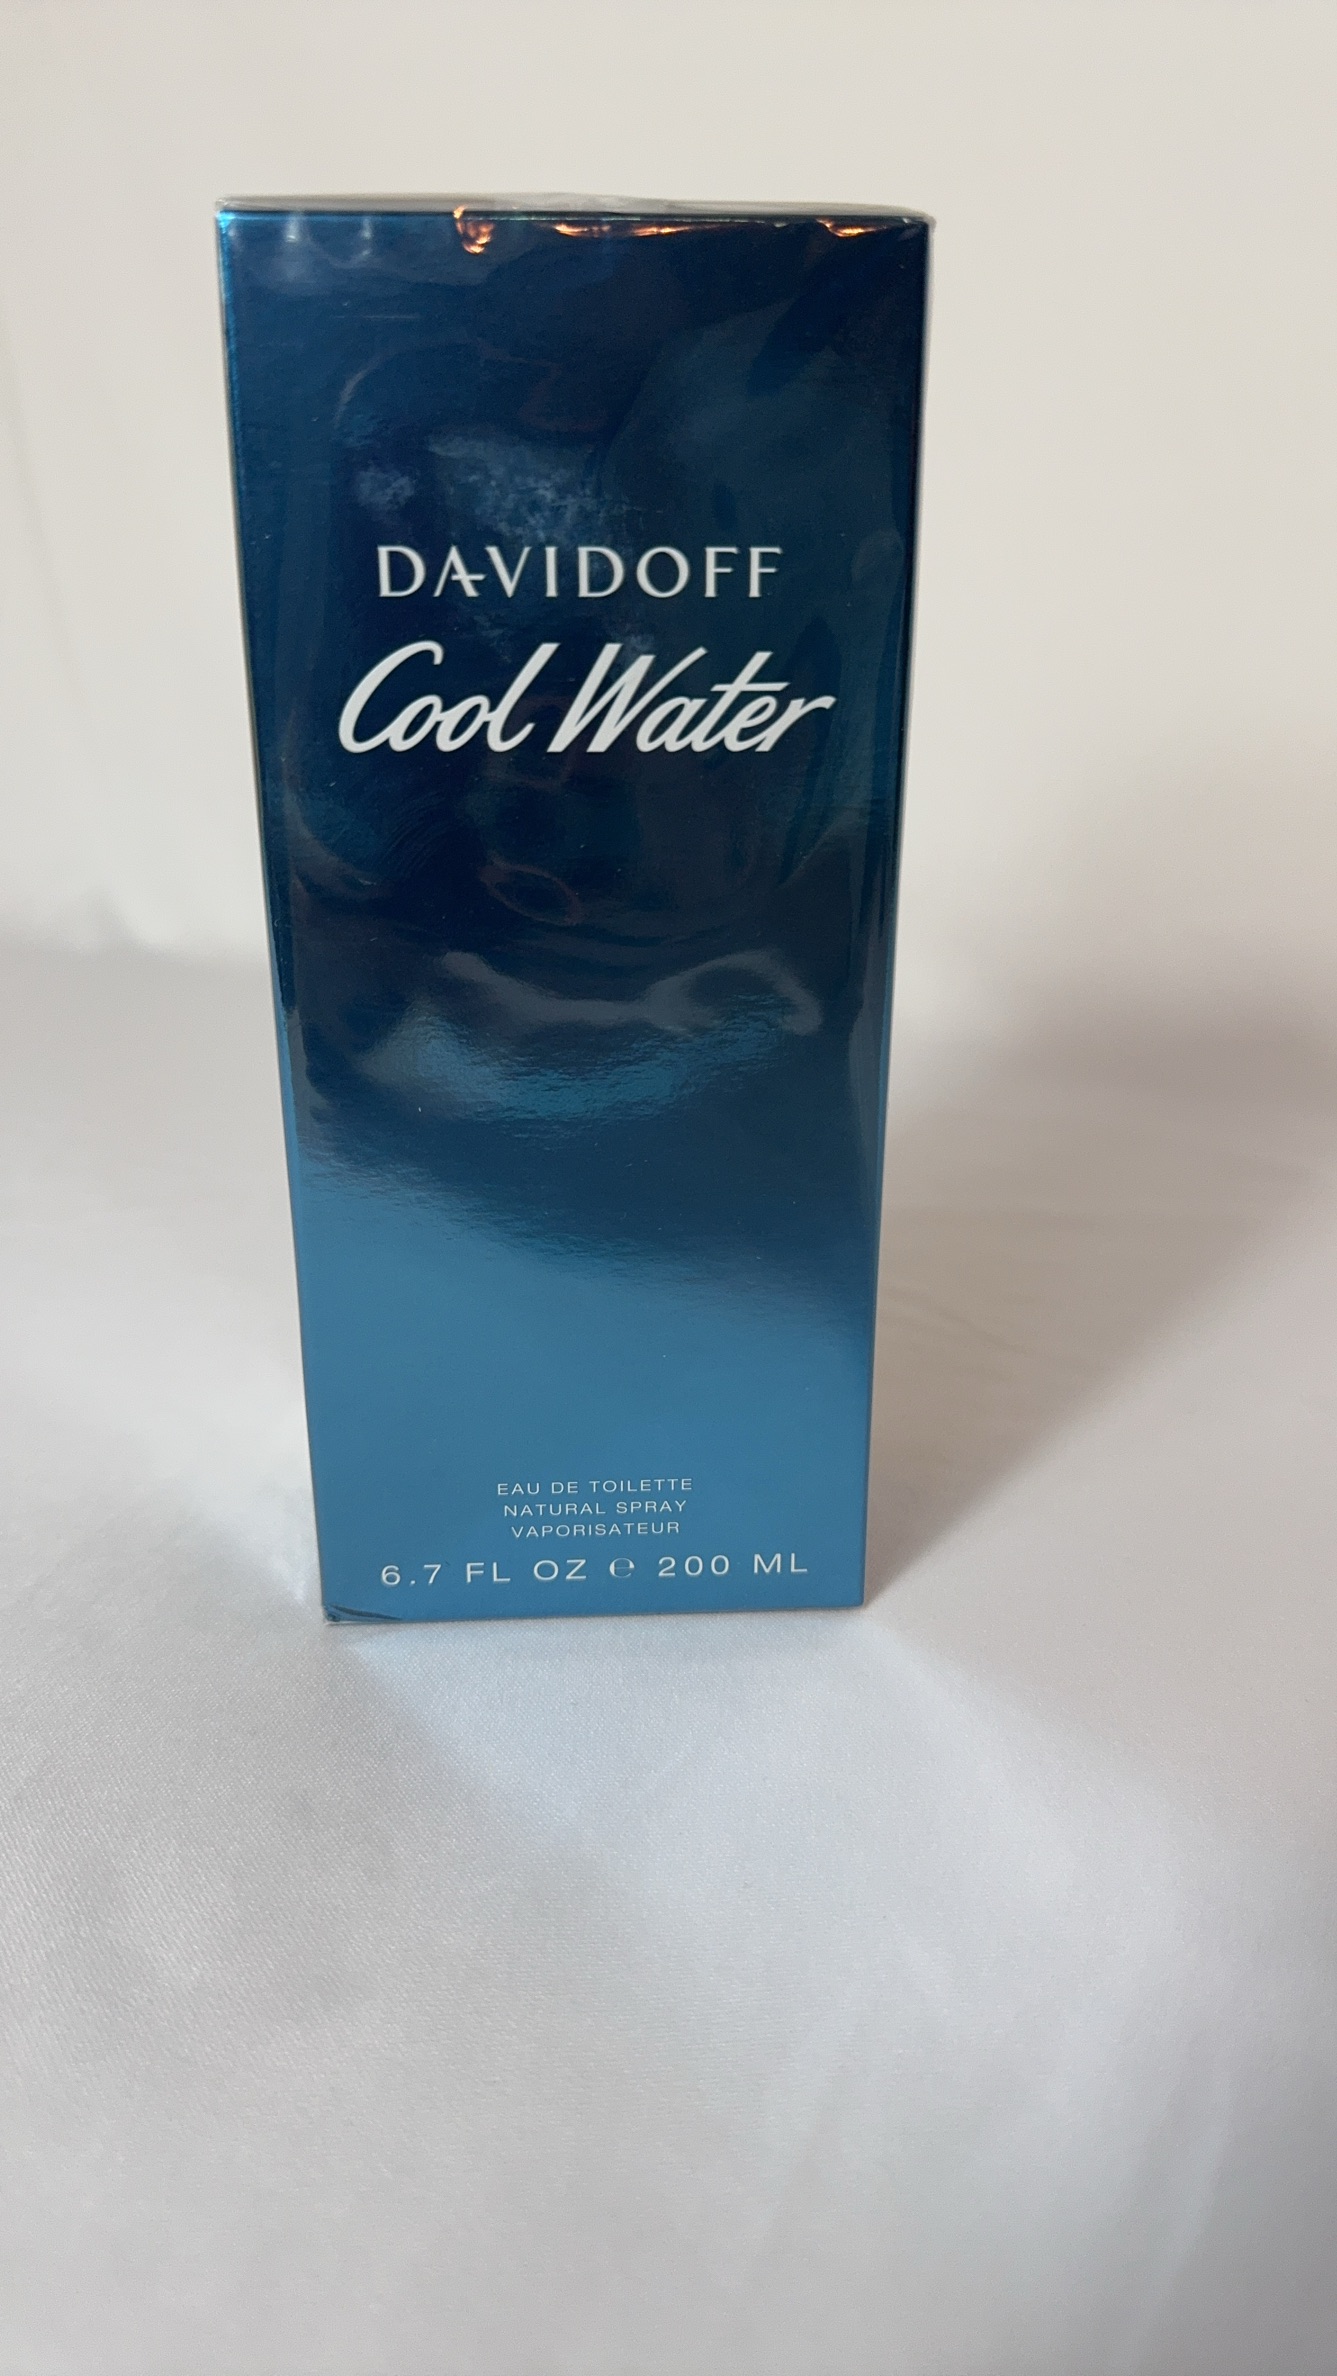 DAVIDOFF
Cool Water
EAU DE TOILETTE
NATURAL SPRAY
VAPORISATEUR
6.7 FL OZ ℮ 200 ML